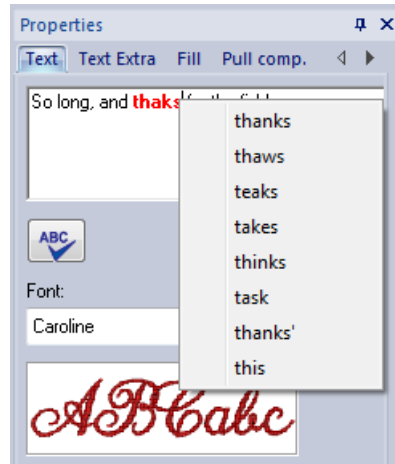 Properties
Text Text Extra Fill Pull comp.
So long, and thaks
thanks
thaws
teaks
takes
thinks
task
thanks'
this
ABC
Font:
Caroline
ABCabc